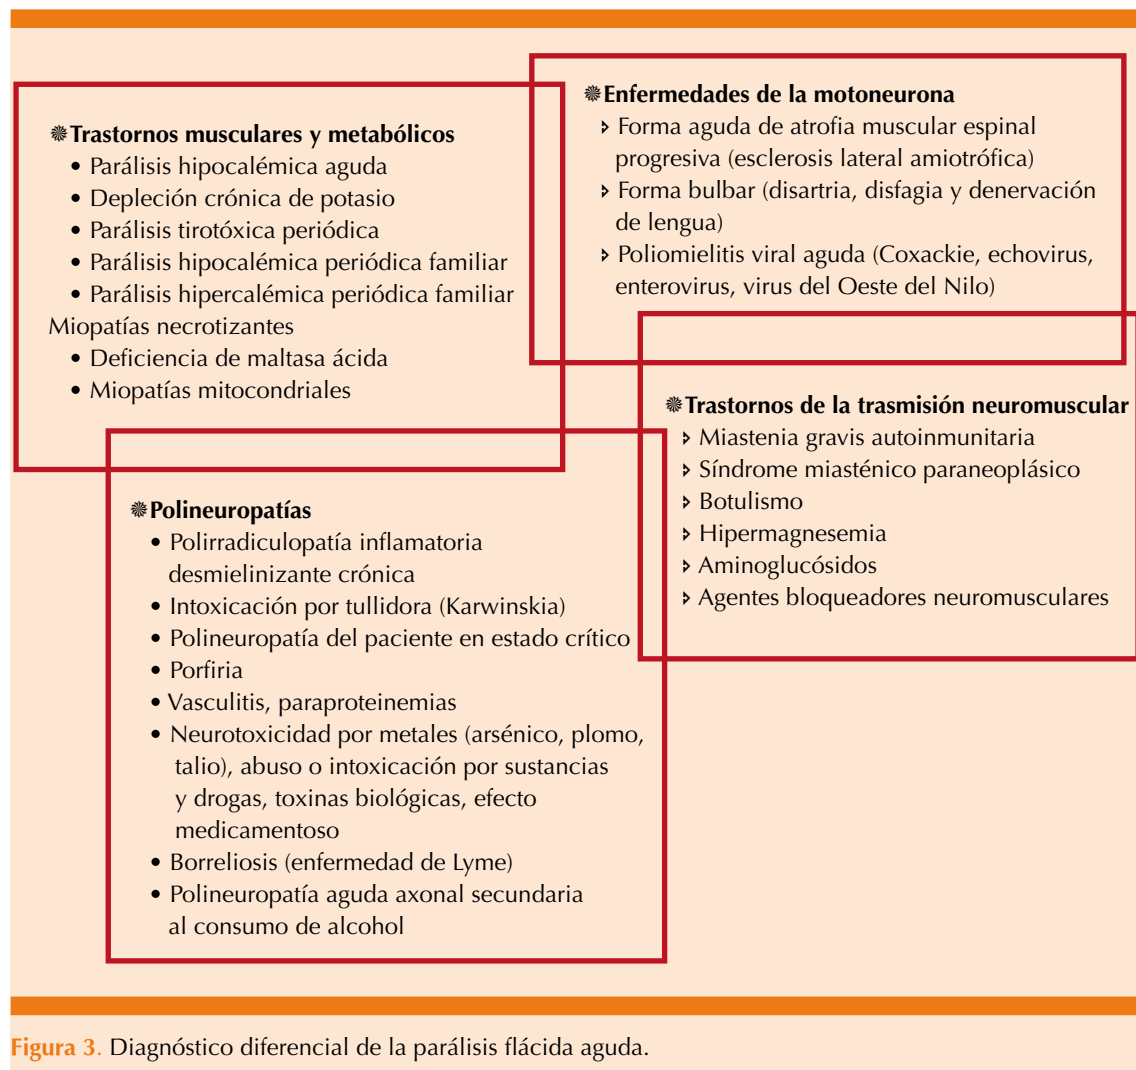 ❋Trastornos musculares y metabólicos
• Parálisis hipocalémica aguda
• Depleción crónica de potasio
• Parálisis tirotóxica periódica
• Parálisis hipocalémica periódica familiar
• Parálisis hipercalémica periódica familiar
Miopatías necrotizantes
• Deficiencia de maltasa ácida
• Miopatías mitocondriales
❋Enfermedades de la motoneurona
▹ Forma aguda de atrofia muscular espinal
progresiva (esclerosis lateral amiotrófica)
▹ Forma bulbar (disartria, disfagia y denervación
de lengua)
▹ Poliomielitis viral aguda (Coxackie, echovirus,
enterovirus, virus del Oeste del Nilo)
❋Trastornos de la trasmisión neuromuscular
▹ Miastenia gravis autoinmunitaria
▹ Síndrome miasténico paraneoplásico
▹ Botulismo
▹ Hipermagnesemia
▹ Aminoglucósidos
▹ Agentes bloqueadores neuromusculares
❋Polineuropatías
• Polirradiculopatía inflamatoria
desmielinizante crónica
• Intoxicación por tullidora (Karwinskia)
• Polineuropatía del paciente en estado crítico
• Porfiria
• Vasculitis, paraproteinemias
• Neurotoxicidad por metales (arsénico, plomo,
talio), abuso o intoxicación por sustancias
y drogas, toxinas biológicas, efecto
medicamentoso
• Borreliosis (enfermedad de Lyme)
• Polineuropatía aguda axonal secundaria
al consumo de alcohol
Figura 3. Diagnóstico diferencial de la parálisis flácida aguda.